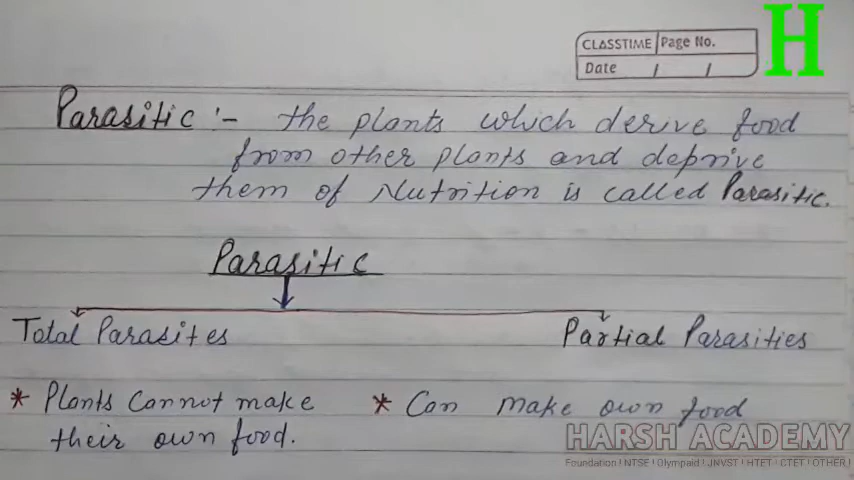 CLASSTIME Page No.
Date / /
H
Parasitic :- the plants which derive food
from other plants and deprive
them of Nutrition is called Parasitic.
Parasitic
Total Parasites Partial Parasities
* Plants Cannot make
their own food.
* Can make own food
HARSH ACADEMY
Foundation ! NTSE ! Olympaid ! JNVST ! HTET ! CTET ! OTHER !